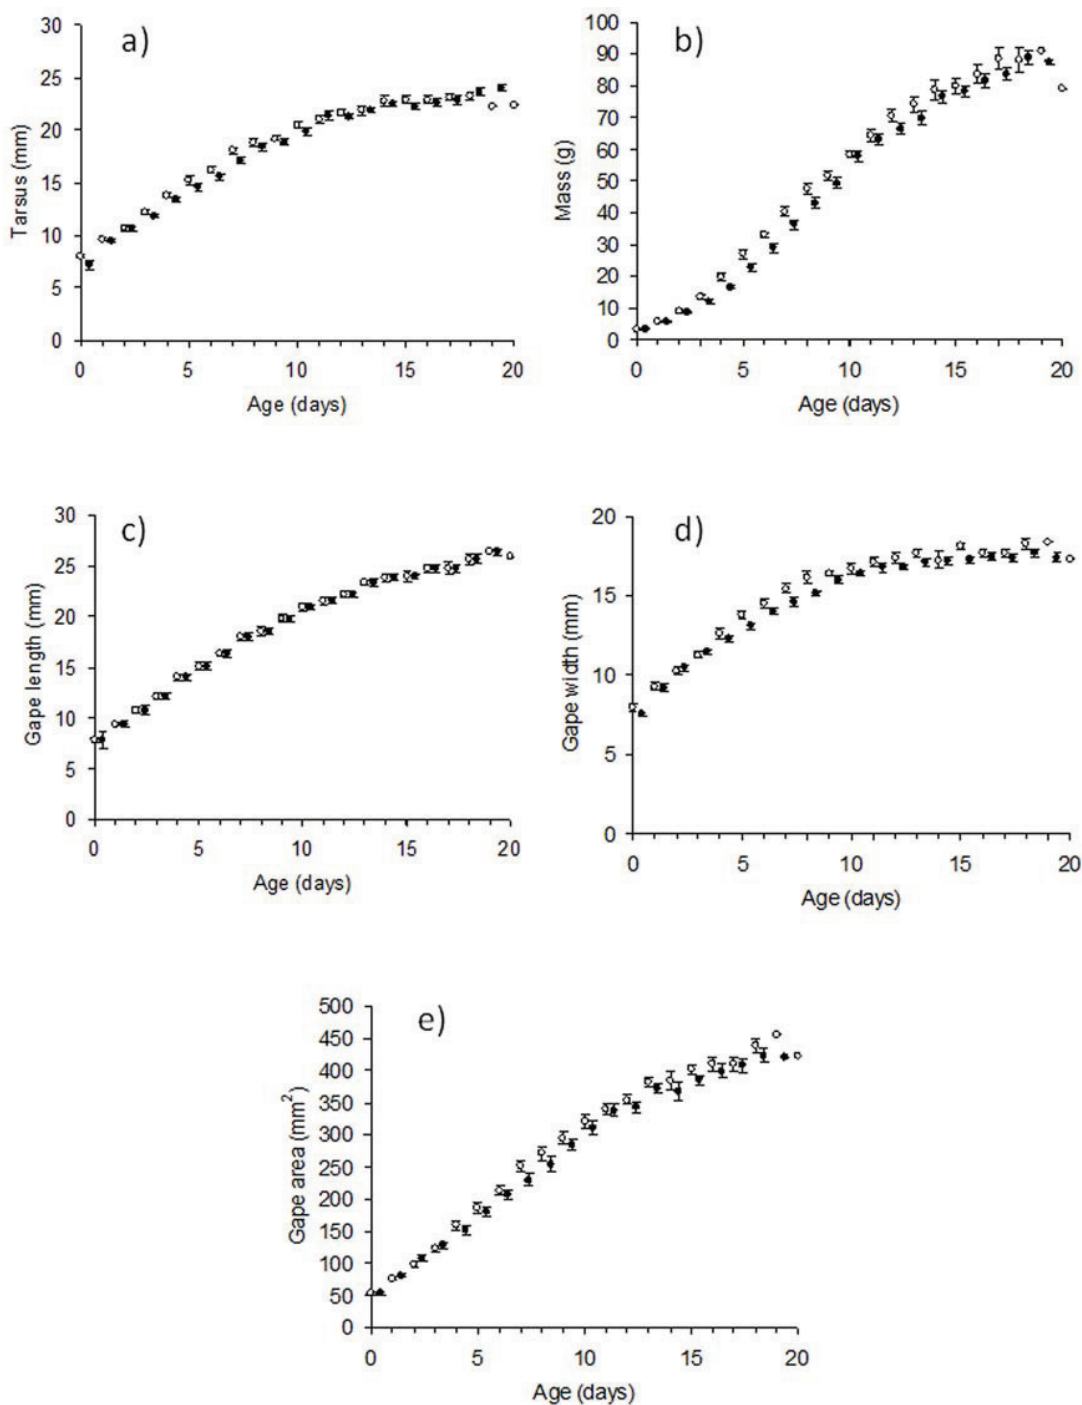 a)
Tarsus (mm)
30
25
20
15
10
5
0
0 5 10 15 20
Age (days)
b)
Mass (g)
100
90
80
70
60
50
40
30
20
10
0
0 5 10 15 20
Age (days)
c)
Gape length (mm)
30
25
20
15
10
5
0
0 5 10 15 20
Age (days)
d)
Gape width (mm)
20
15
10
5
0
0 5 10 15 20
Age (days)
e)
Gape area (mm²)
500
450
400
350
300
250
200
150
100
50
0
0 5 10 15 20
Age (days)